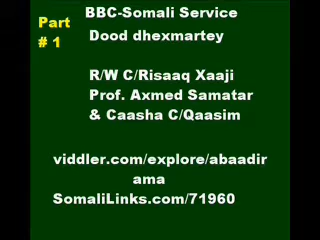 Part
# 1
BBC-Somali Service
Dood dhexmartey
R/W C/Risaaq Xaaji
Prof. Axmed Samatar
& Caasha C/Qaasim
viddler.com/explore/abaadir
ama
SomaliLinks.com/71960